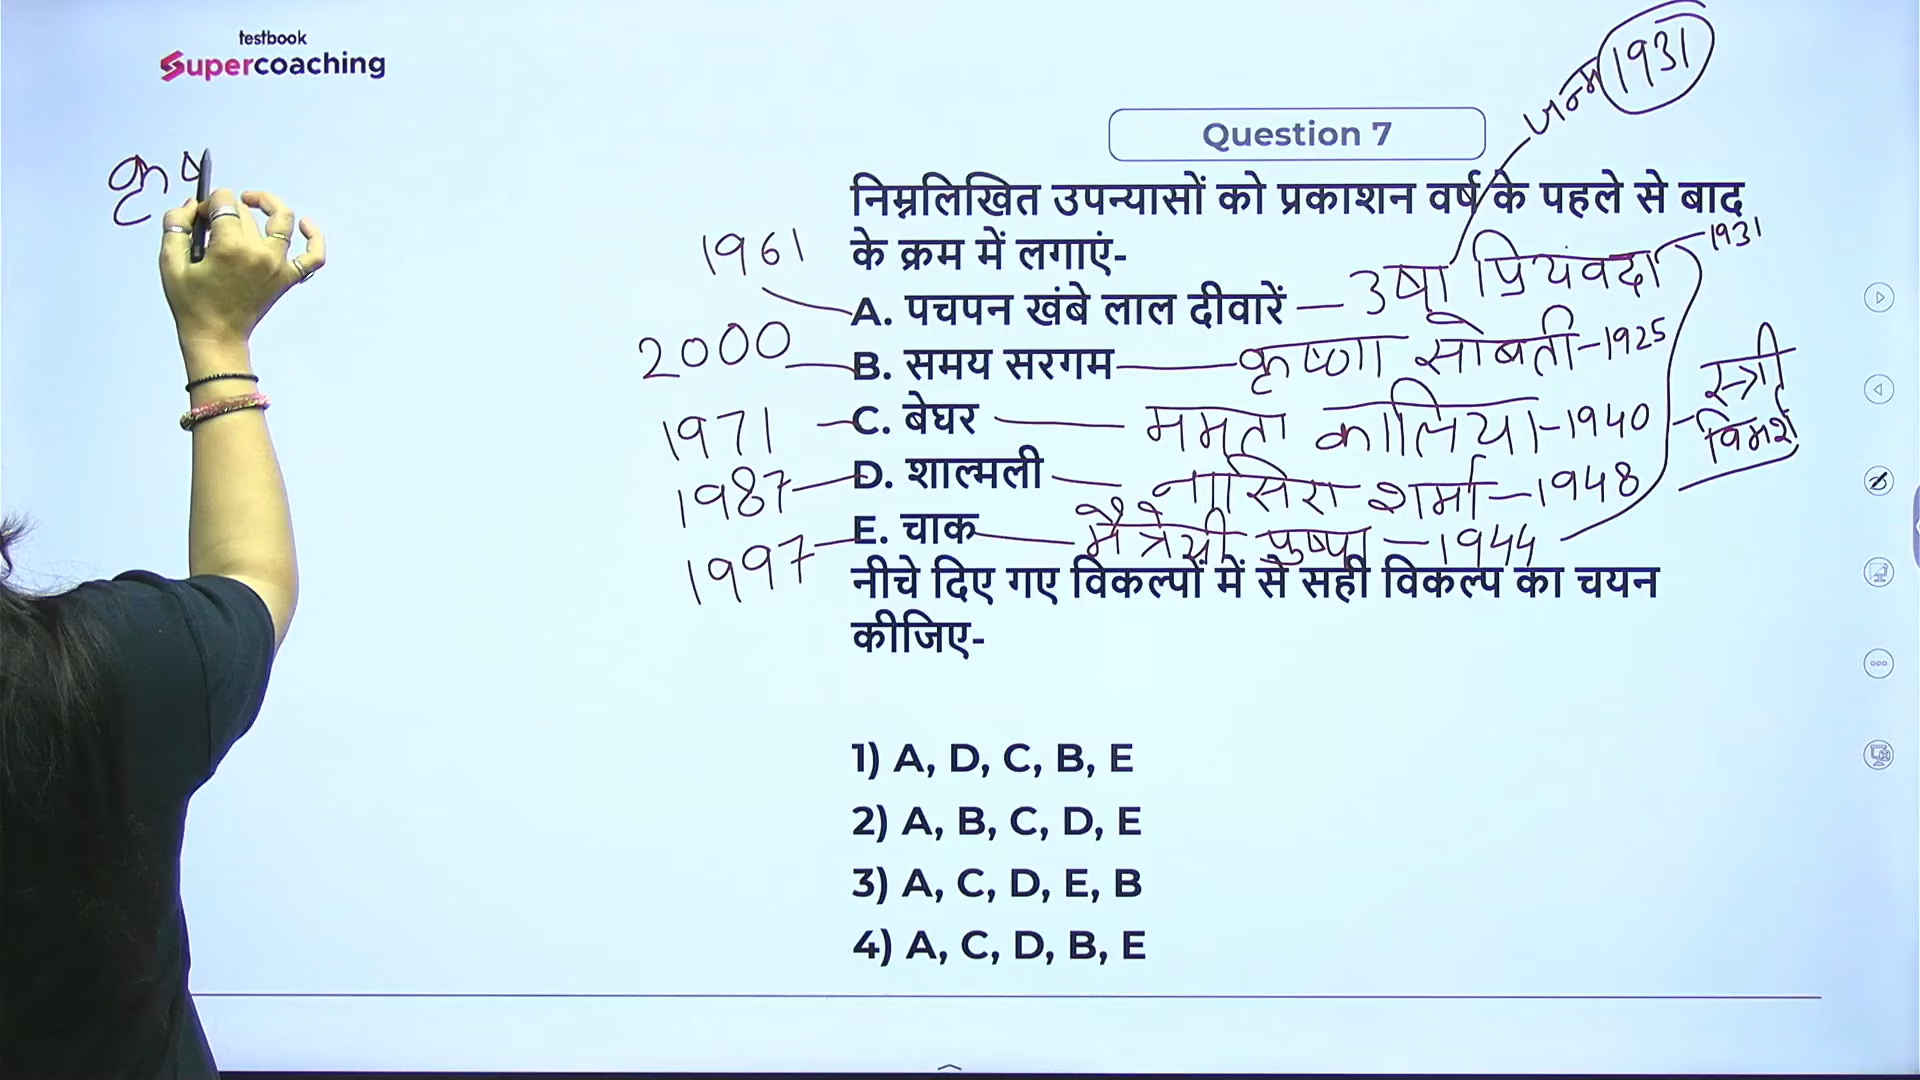 testbook
Supercoaching
जन्म 1931
Question 7
कृष
निम्नलिखित उपन्यासों को प्रकाशन वर्ष के पहले से बाद
के क्रम में लगाएं-
1961 A. पचपन खंबे लाल दीवारें — उषा प्रियंवदा 1931
2000 B. समय सरगम — कृष्णा सोबती - 1925
1971 C. बेघर — ममता कालिया - 1940
स्त्री
विमर्श
1987 D. शाल्मली — नासिरा शर्मा - 1948
1997 E. चाक — मैत्रेयी पुष्पा - 1944
नीचे दिए गए विकल्पों में से सही विकल्प का चयन
कीजिए-
1) A, D, C, B, E
2) A, B, C, D, E
3) A, C, D, E, B
4) A, C, D, B, E